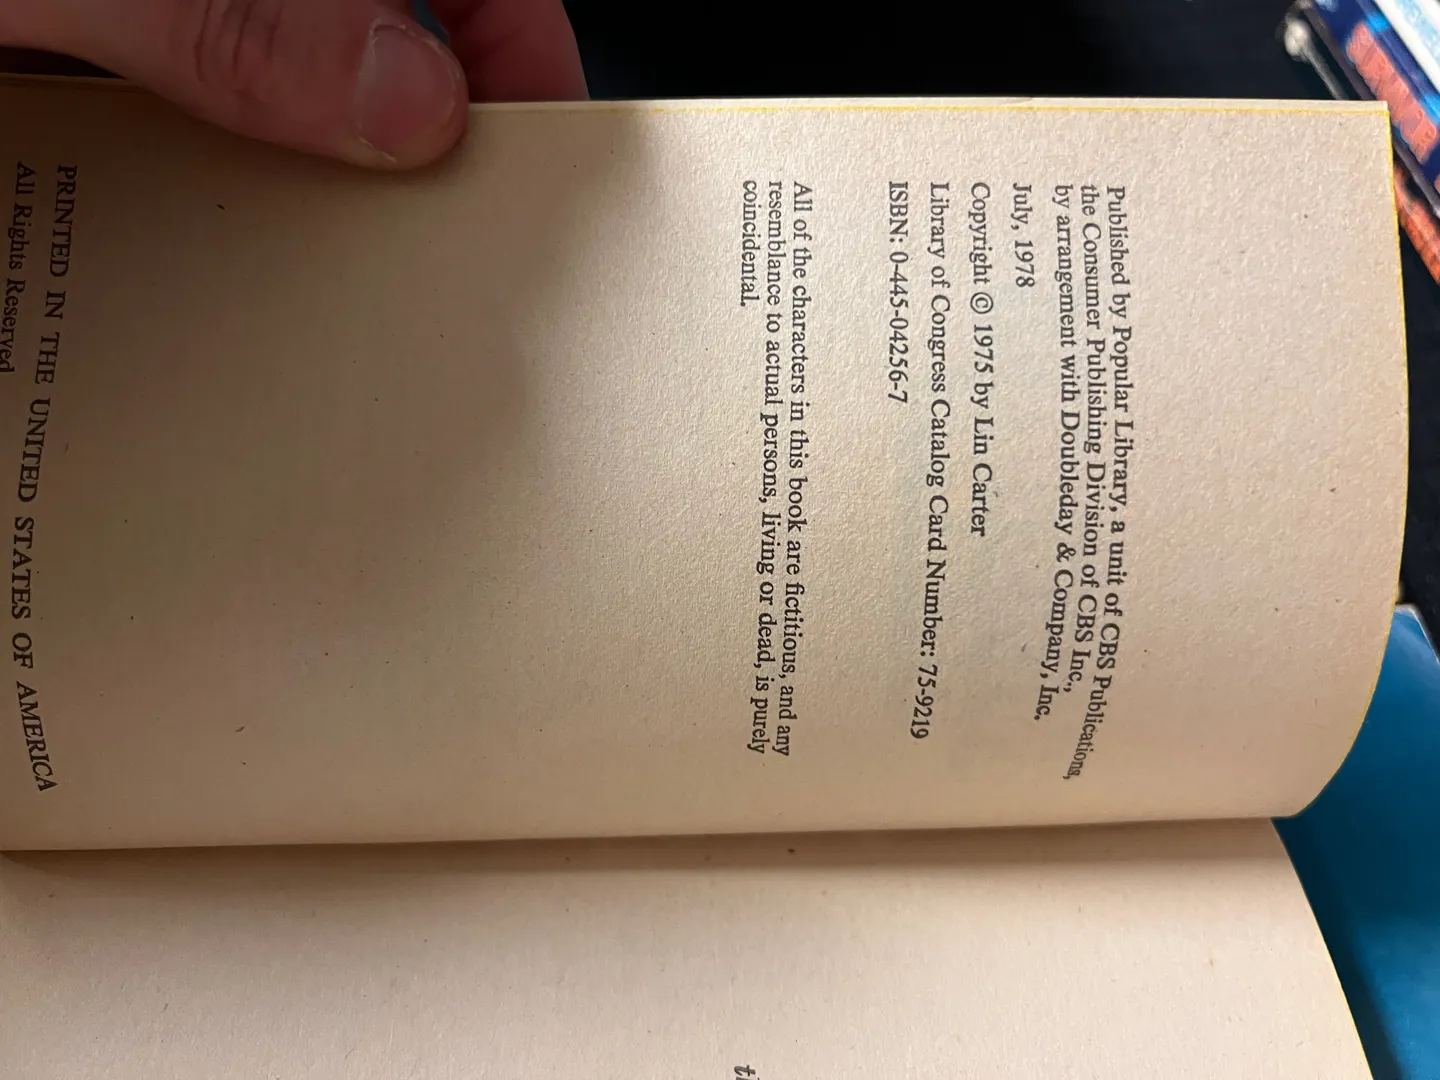 Published by Popular Library, a unit of CBS Publications,
the Consumer Publishing Division of CBS Inc.,
by arrangement with Doubleday & Company, Inc.
July, 1978
Copyright © 1975 by Lin Carter
Library of Congress Catalog Card Number: 75-9219
ISBN: 0-445-04256-7
All of the characters in this book are fictitious, and any
resemblance to actual persons, living or dead, is purely
coincidental.
PRINTED IN THE UNITED STATES OF AMERICA
All Rights Reserved